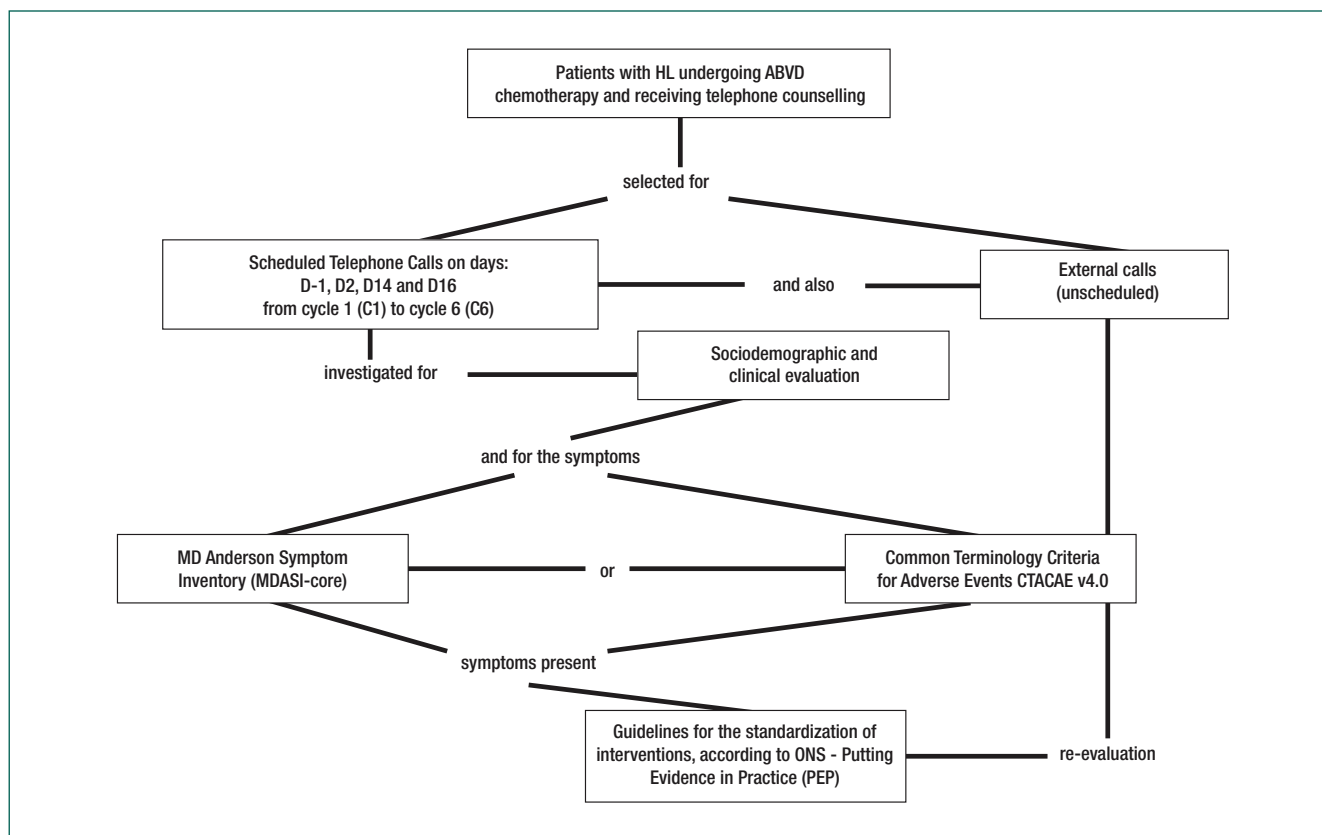 Patients with HL undergoing ABVD
chemotherapy and receiving telephone counselling
selected for
Scheduled Telephone Calls on days:
D-1, D2, D14 and D16
from cycle 1 (C1) to cycle 6 (C6)
and also
External calls
(unscheduled)
investigated for
Sociodemographic and
clinical evaluation
and for the symptoms
MD Anderson Symptom
Inventory (MDASI-core)
or
Common Terminology Criteria
for Adverse Events CTACAE v4.0
symptoms present
Guidelines for the standardization of
interventions, according to ONS - Putting
Evidence in Practice (PEP)
re-evaluation